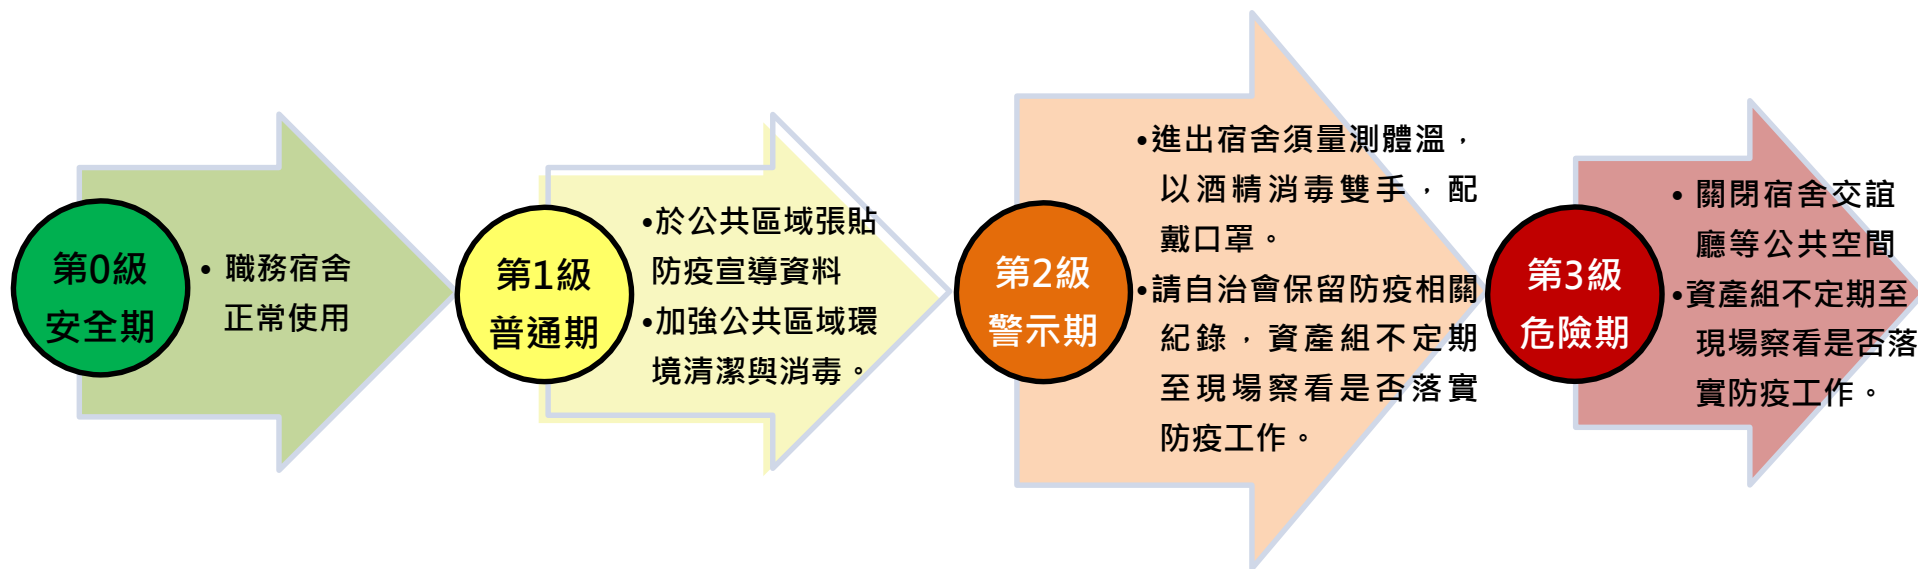 第0級
安全期
• 職務宿舍
正常使用
第1級
普通期
•於公共區域張貼
防疫宣導資料
•加強公共區域環
境清潔與消毒。
第2級
警示期
•進出宿舍須量測體溫，
以酒精消毒雙手，配
戴口罩。
•請自治會保留防疫相關
紀錄，資產組不定期
至現場察看是否落實
防疫工作。
第3級
危險期
• 關閉宿舍交誼
廳等公共空間
•資產組不定期至
現場察看是否落
實防疫工作。